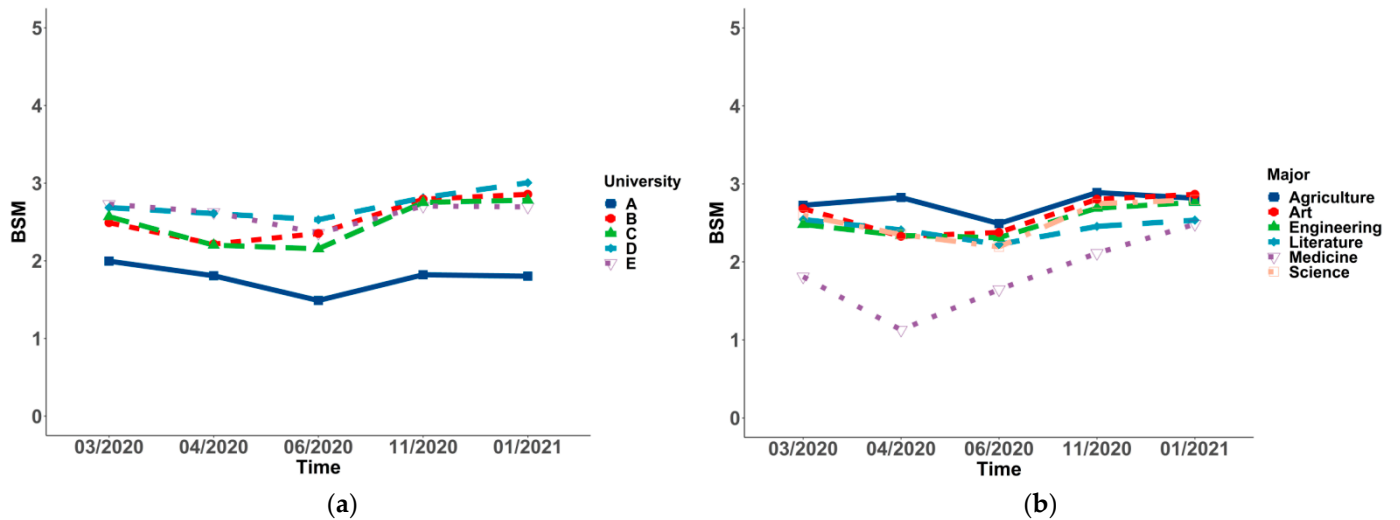 5
4
3
2
1
0
BSM
03/2020 04/2020 06/2020 11/2020 01/2021
Time
University
A
B
C
D
E
(a)
5
4
3
2
1
0
BSM
03/2020 04/2020 06/2020 11/2020 01/2021
Time
Major
Agriculture
Art
Engineering
Literature
Medicine
Science
(b)